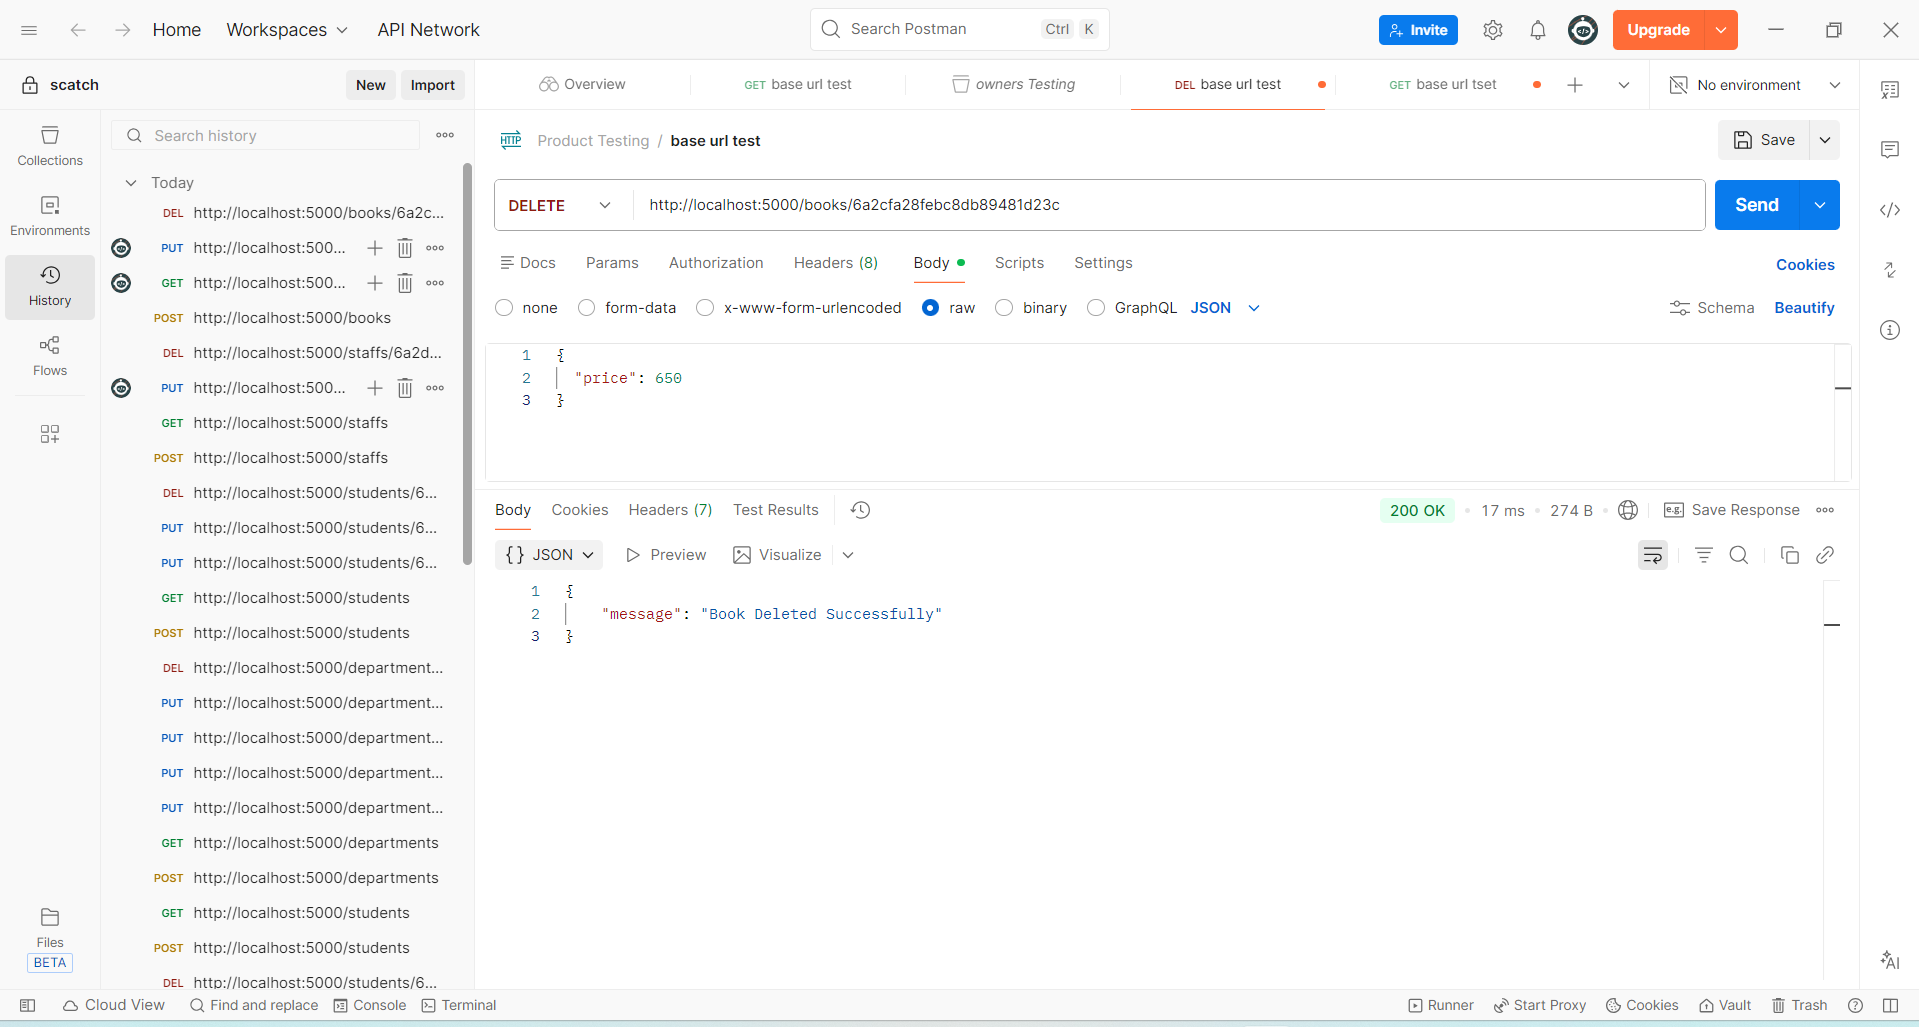 Home
Workspaces
API Network
Search Postman
Ctrl
K
Invite
Upgrade
scatch
New
Import
Overview
GET base url test
owners Testing
DEL base url test
GET base url tset
No environment
Collections
Environments
History
Flows
Files
BETA
Search history
Today
DEL http://localhost:5000/books/6a2c...
PUT http://localhost:500...
GET http://localhost:500...
POST http://localhost:5000/books
DEL http://localhost:5000/staffs/6a2d...
PUT http://localhost:500...
GET http://localhost:5000/staffs
POST http://localhost:5000/staffs
DEL http://localhost:5000/students/6...
PUT http://localhost:5000/students/6...
PUT http://localhost:5000/students/6...
GET http://localhost:5000/students
POST http://localhost:5000/students
DEL http://localhost:5000/department...
PUT http://localhost:5000/department...
PUT http://localhost:5000/department...
PUT http://localhost:5000/department...
PUT http://localhost:5000/department...
GET http://localhost:5000/departments
POST http://localhost:5000/departments
GET http://localhost:5000/students
POST http://localhost:5000/students
DEL http://localhost:5000/students/6...
HTTP Product Testing / base url test
Save
DELETE http://localhost:5000/books/6a2cfa28febc8db89481d23c
Send
Docs Params Authorization Headers (8) Body Scripts Settings
Cookies
none form-data x-www-form-urlencoded raw binary GraphQL JSON
Schema Beautify
1 {
2 "price": 650
3 }
Body Cookies Headers (7) Test Results
200 OK • 17 ms • 274 B
e.g. Save Response
{} JSON Preview Visualize
1 {
2 "message": "Book Deleted Successfully"
3 }
AI
Cloud View Find and replace Console Terminal
Runner Start Proxy Cookies Vault Trash